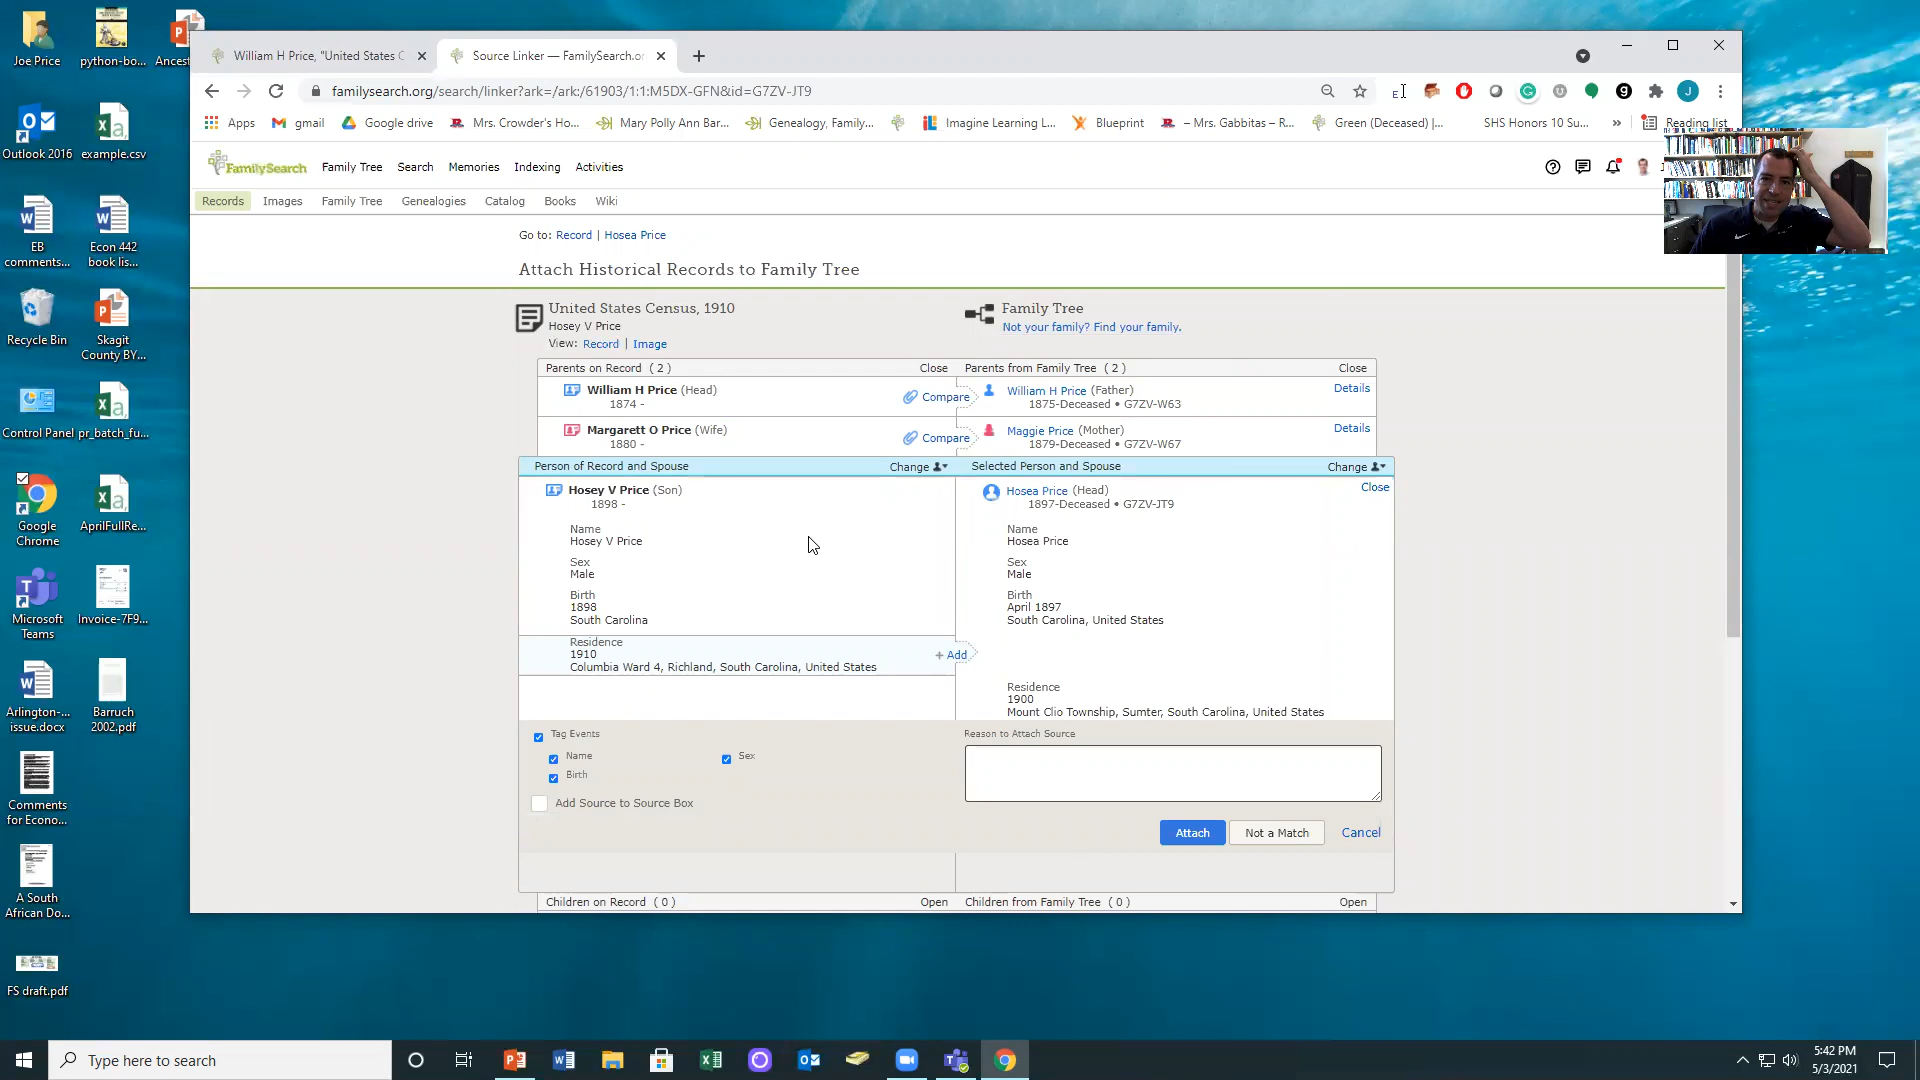 Joe Price
python-bo...
Ances
Outlook 2016
example.csv
EB
comments...
Econ 442
book lis...
Recycle Bin
Skagit
County BY...
Control Panel
pr_batch_fu...
Google
Chrome
AprilFullRe...
Microsoft
Teams
Invoice-7F9...
Arlington-...
issue.docx
Barruch
2002.pdf
Comments
for Econo...
A South
African Do...
FS draft.pdf
William H Price, "United States C
Source Linker — FamilySearch.or
familysearch.org/search/linker?ark=/ark:/61903/1:1:M5DX-GFN&id=G7ZV-JT9
Apps
gmail
Google drive
Mrs. Crowder's Ho...
Mary Polly Ann Bar...
Genealogy, Family...
Imagine Learning L...
Blueprint
– Mrs. Gabbitas – R...
Green (Deceased) |...
SHS Honors 10 Su...
»
Reading list
FamilySearch
Family Tree
Search
Memories
Indexing
Activities
Records
Images
Family Tree
Genealogies
Catalog
Books
Wiki
Go to: Record | Hosea Price
Attach Historical Records to Family Tree
United States Census, 1910
Hosey V Price
View: Record | Image
Family Tree
Not your family? Find your family.
Parents on Record ( 2 )
Close
Parents from Family Tree ( 2 )
Close
William H Price (Head)
1874 -
Compare
William H Price (Father)
1875-Deceased • G7ZV-W63
Details
Margarett O Price (Wife)
1880 -
Compare
Maggie Price (Mother)
1879-Deceased • G7ZV-W67
Details
Person of Record and Spouse
Change
Selected Person and Spouse
Change
Hosey V Price (Son)
1898 -
Hosea Price (Head)
1897-Deceased • G7ZV-JT9
Close
Name
Hosey V Price
Name
Hosea Price
Sex
Male
Sex
Male
Birth
1898
South Carolina
Birth
April 1897
South Carolina, United States
Residence
1910
Columbia Ward 4, Richland, South Carolina, United States
+ Add
Residence
1900
Mount Clio Township, Sumter, South Carolina, United States
Tag Events
Name
Sex
Birth
Add Source to Source Box
Reason to Attach Source
Attach
Not a Match
Cancel
Children on Record ( 0 )
Open
Children from Family Tree ( 0 )
Open
Type here to search
5:42 PM
5/3/2021